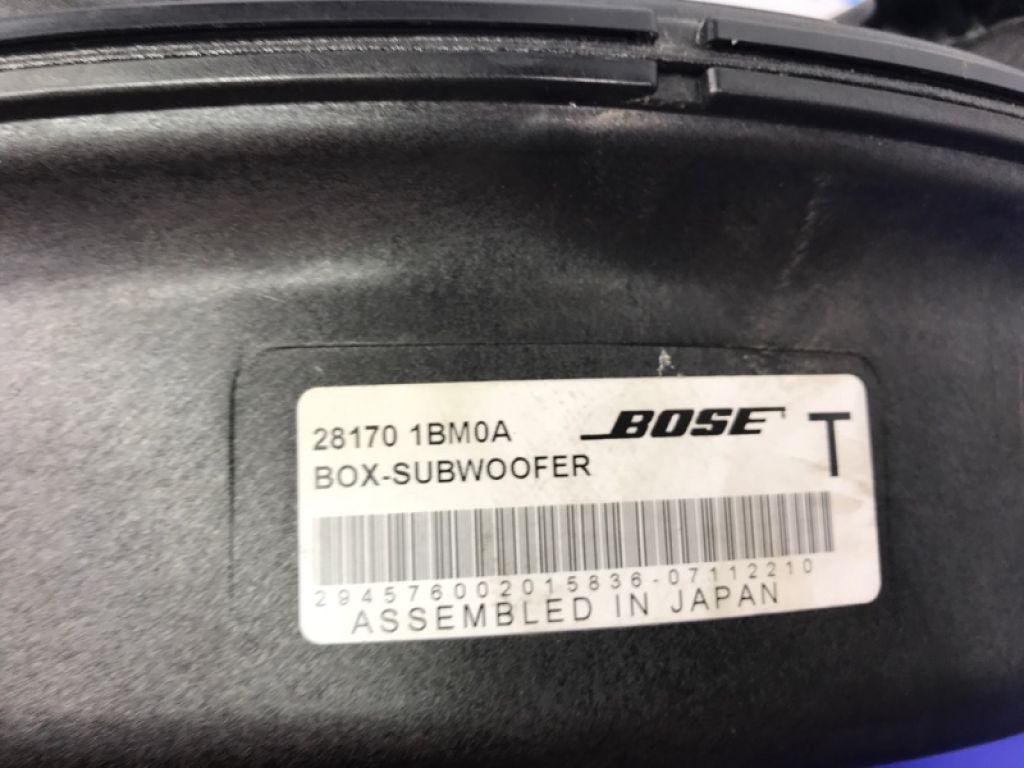 28170 1BM0A BOSE T
BOX-SUBWOOFER
294576002015836-07112210
ASSEMBLED IN JAPAN